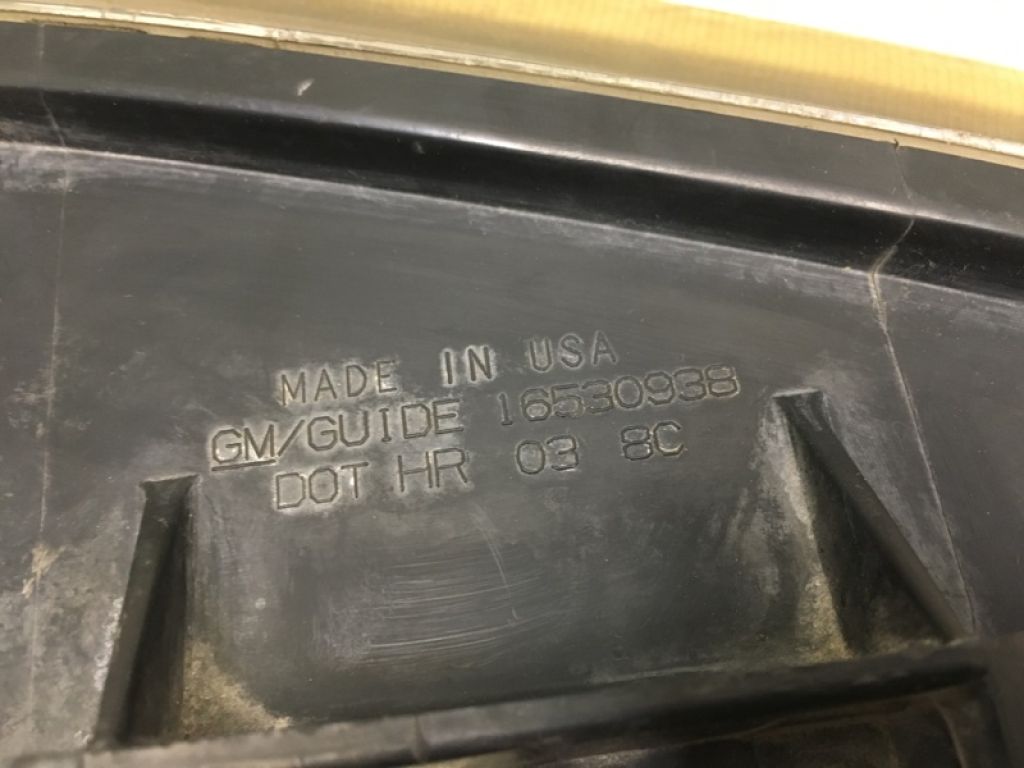 MADE IN USA
GM/GUIDE 16530938
DOT HR 03 8C